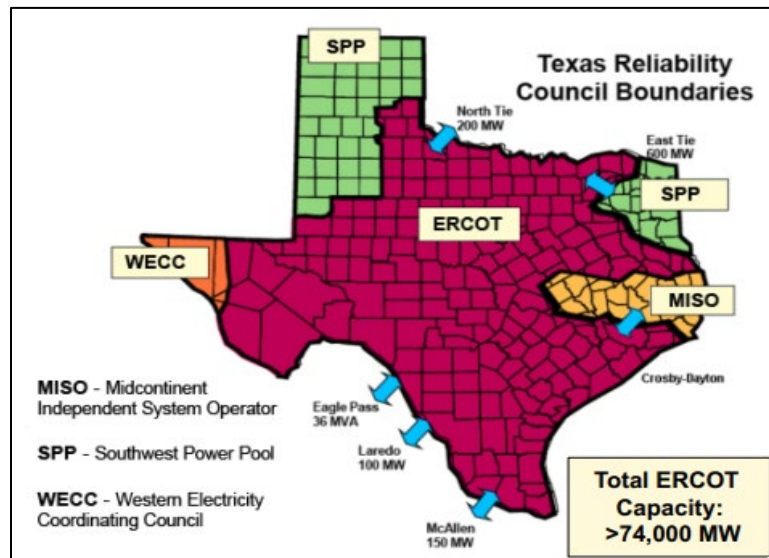 SPP
Texas Reliability
Council Boundaries
North Tie
200 MW
East Tie
600 MW
SPP
ERCOT
WECC
MISO
Crosby-Bayton
MISO - Midcontinent
Independent System Operator
SPP - Southwest Power Pool
WECC - Western Electricity
Coordinating Council
Eagle Pass
36 MVA
Laredo
100 MW
McAllen
150 MW
Total ERCOT
Capacity:
>74,000 MW